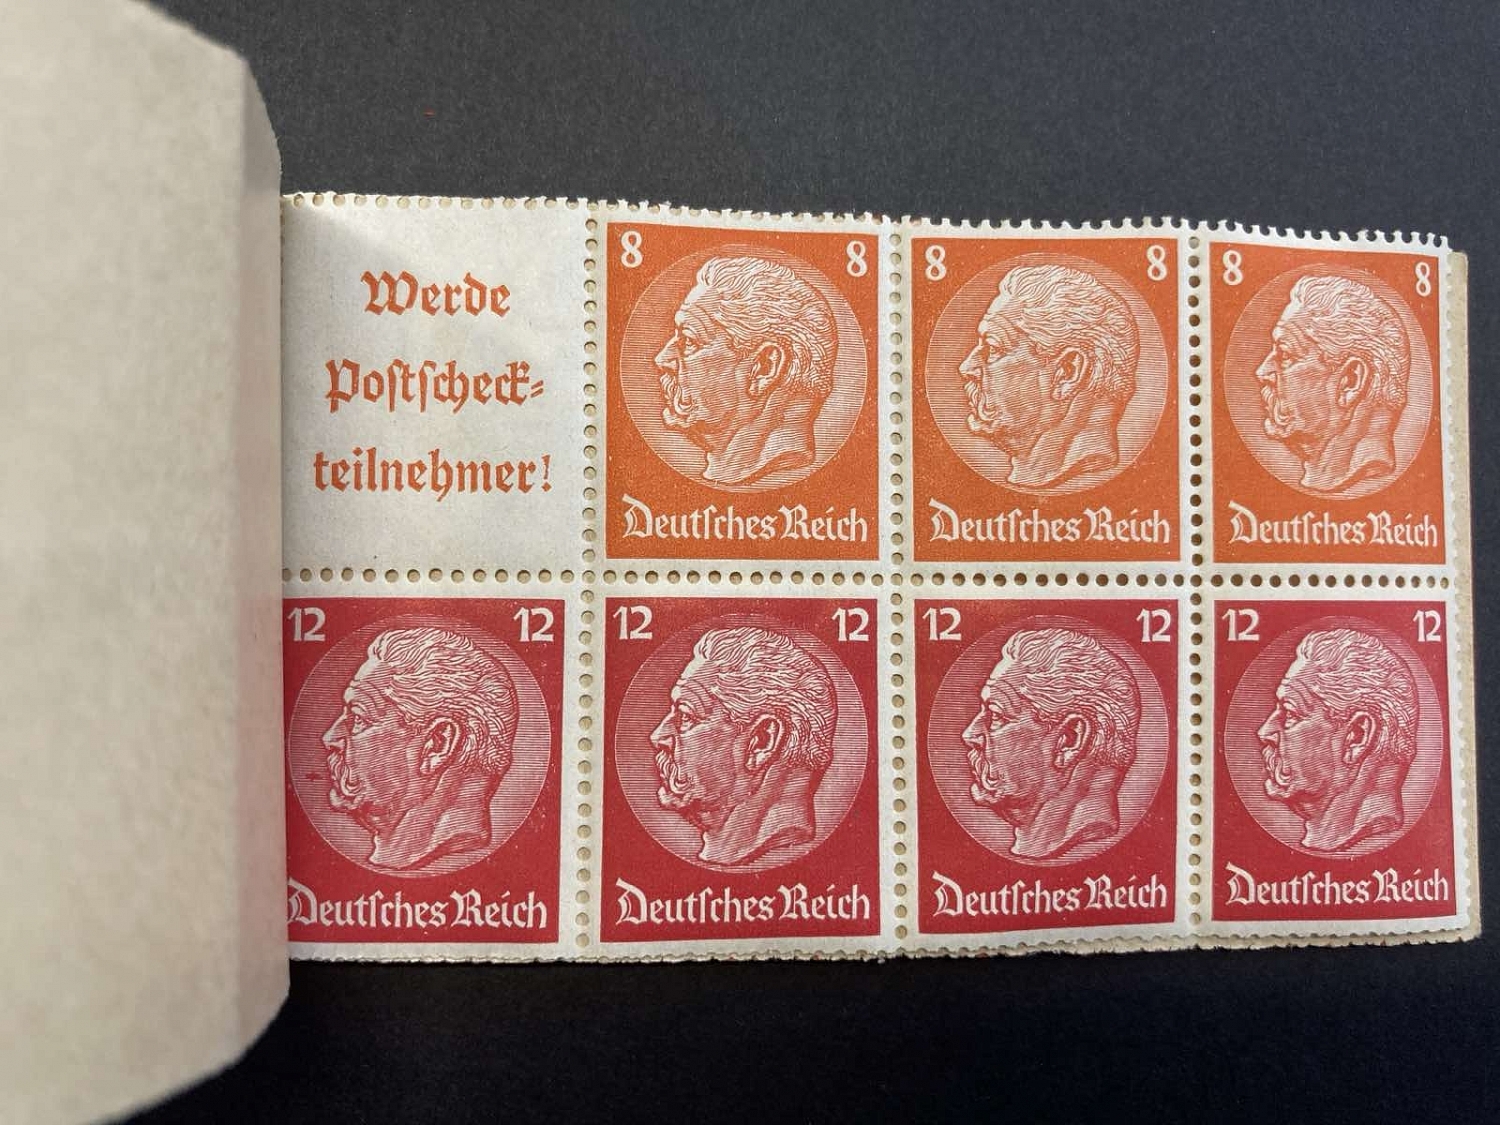 Werde
Postscheck-
teilnehmer!
8 8
Deutsches Reich
8 8
Deutsches Reich
8 8
Deutsches Reich
12 12
Deutsches Reich
12 12
Deutsches Reich
12 12
Deutsches Reich
12 12
Deutsches Reich